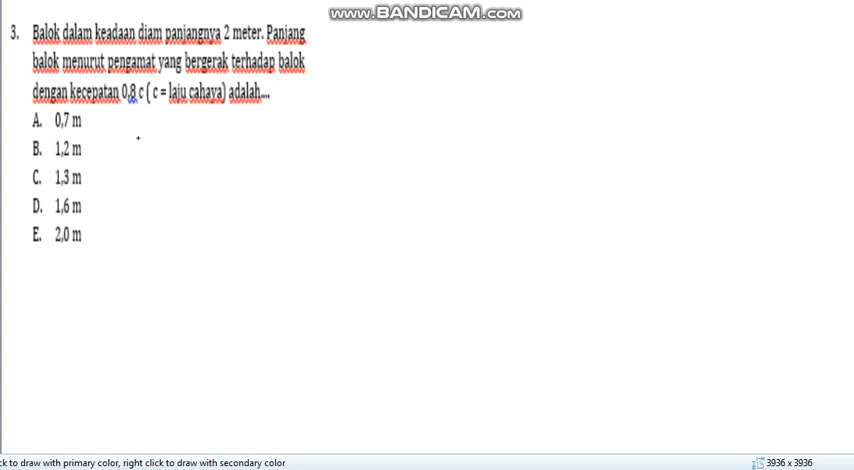 www.BANDICAM.com
3. Balok dalam keadaan diam panjangnya 2 meter. Panjang
balok menurut pengamat yang bergerak terhadap balok
dengan kecepatan 0,8 c ( c = laju cahaya) adalah....
A. 0,7 m
B. 1,2 m
C. 1,3 m
D. 1,6 m
E. 2,0 m
ck to draw with primary color, right click to draw with secondary color
3936 x 3936